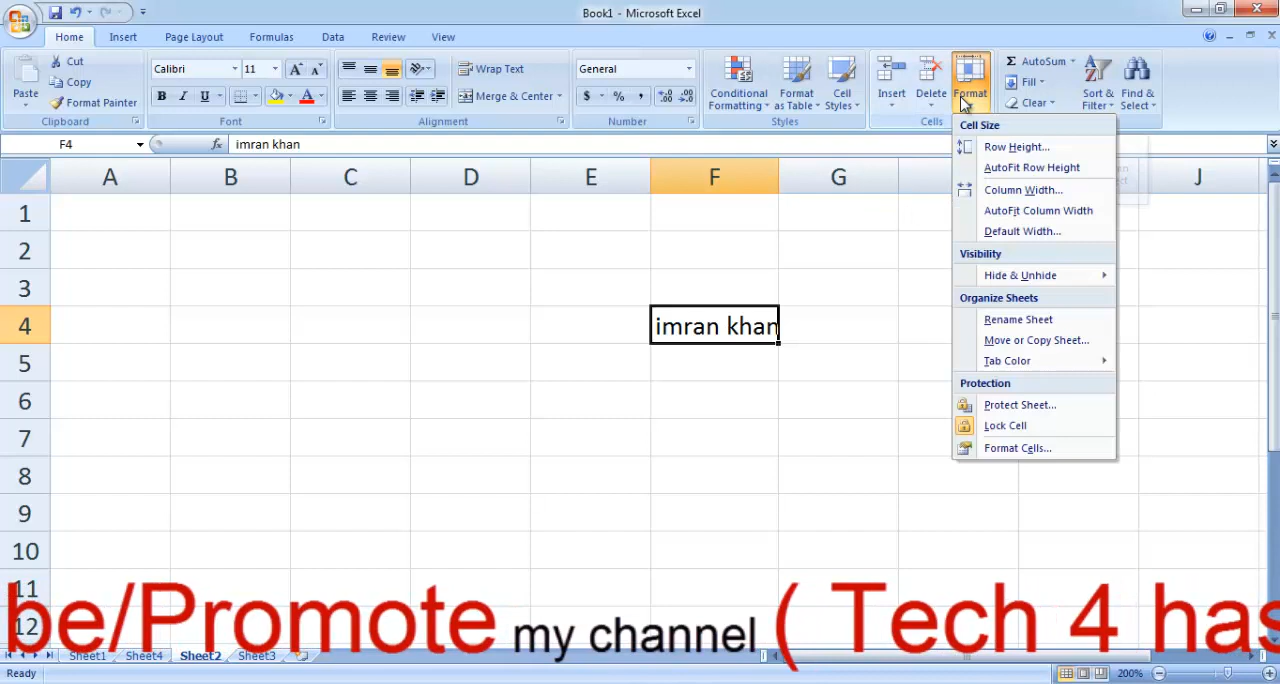 Book1 - Microsoft Excel
Home Insert Page Layout Formulas Data Review View
Paste
Cut
Copy
Format Painter
Clipboard
Calibri 11 A A
B I U A
Font
Wrap Text
Merge & Center
Alignment
General
$ % ,
Number
Conditional Formatting
Format as Table
Cell Styles
Styles
Insert Delete Format
Cells
Σ AutoSum
Fill
Clear
Sort & Filter
Find & Select
F4 fx imran khan
A B C D E F G J
1
2
3
4 imran khan
5
6
7
8
9
10
11
12
Cell Size
Row Height...
AutoFit Row Height
Column Width...
AutoFit Column Width
Default Width...
Visibility
Hide & Unhide
Organize Sheets
Rename Sheet
Move or Copy Sheet...
Tab Color
Protection
Protect Sheet...
Lock Cell
Format Cells...
be/Promote my channel ( Tech 4 has
Sheet1 Sheet4 Sheet2 Sheet3
Ready 200%